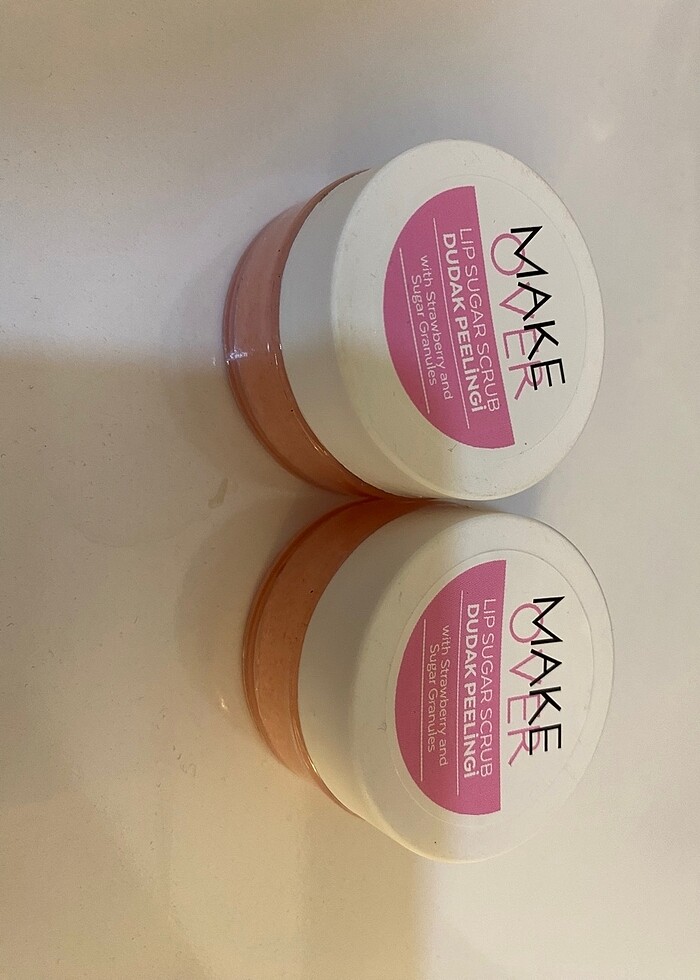 MAKE
OVER
LIP SUGAR SCRUB
DUDAK PEELİNGİ
with Strawberry and
Sugar Granules
MAKE
OVER
LIP SUGAR SCRUB
DUDAK PEELİNGİ
with Strawberry and
Sugar Granules